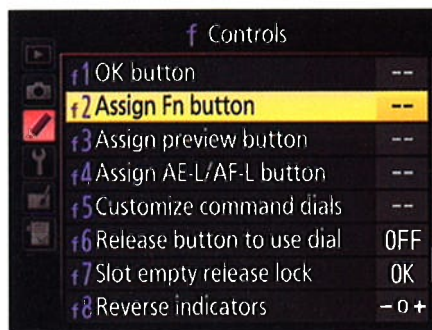 f Controls
f1 OK button --
f2 Assign Fn button --
f3 Assign preview button --
f4 Assign AE-L/AF-L button --
f5 Customize command dials --
f6 Release button to use dial OFF
f7 Slot empty release lock OK
f8 Reverse indicators -0+